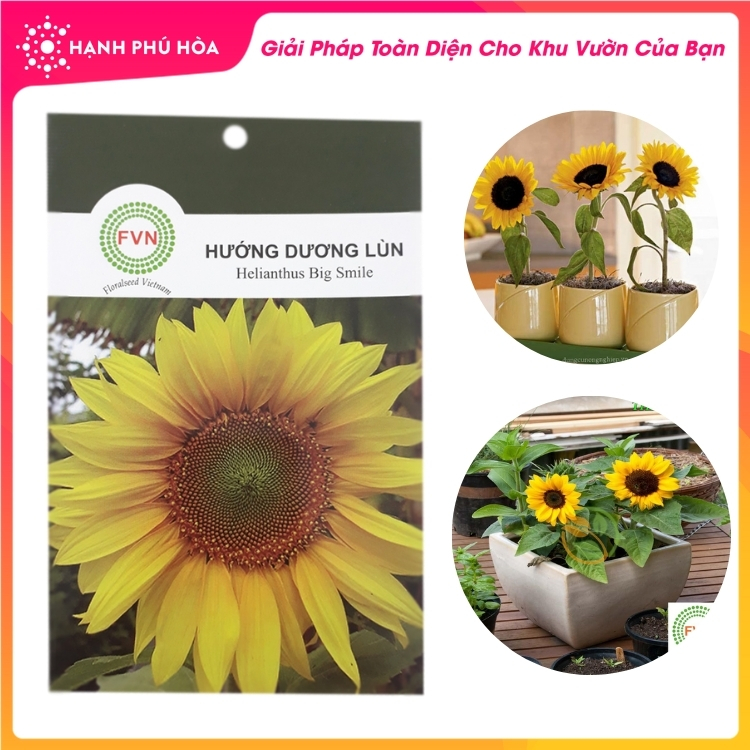 HẠNH PHÚ HÒA
Giải Pháp Toàn Diện Cho Khu Vườn Của Bạn
FVN
Floralseed Vietnam
HƯỚNG DƯƠNG LÙN
Helianthus Big Smile